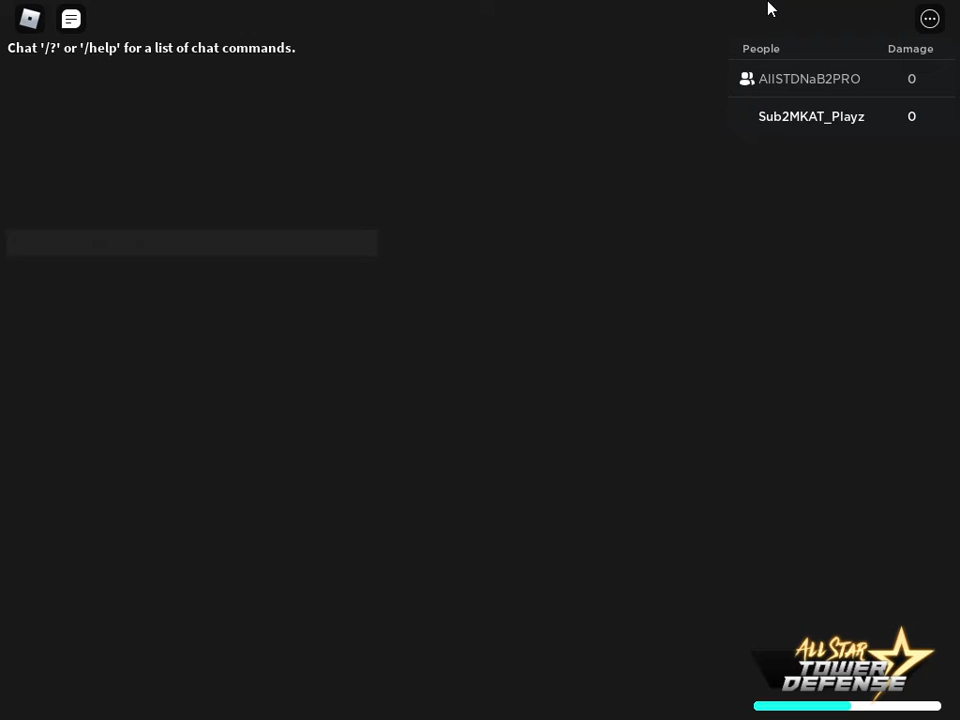 Chat '/?' or '/help' for a list of chat commands.
People Damage
AllSTDNaB2PRO 0
Sub2MKAT_Playz 0
ALL STAR
TOWER
DEFENSE